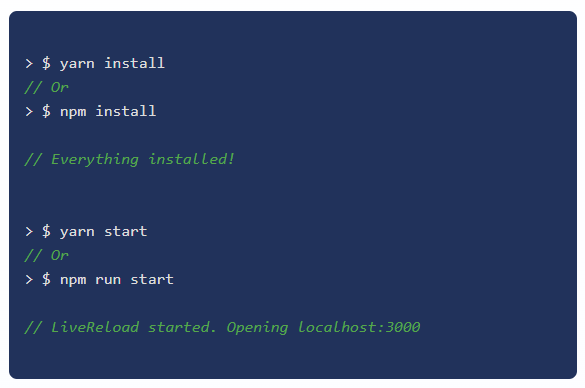 > $ yarn install
// Or
> $ npm install
// Everything installed!
> $ yarn start
// Or
> $ npm run start
// LiveReload started. Opening localhost:3000